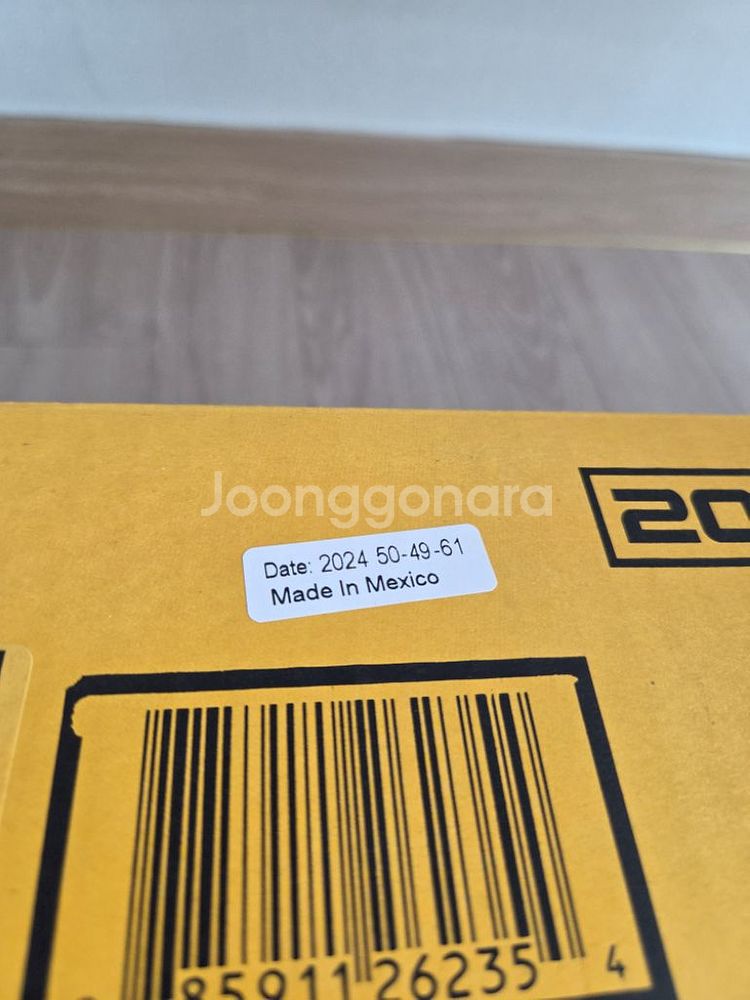 Joonggonara
20
Date: 2024 50-49-61
Made In Mexico
85911 26235 4